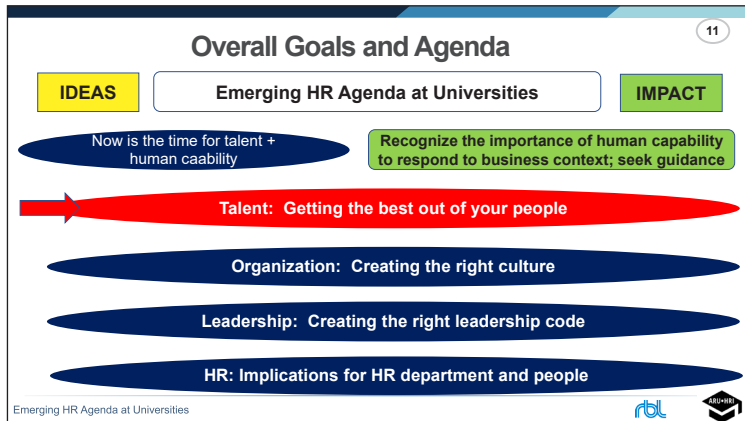 11
Overall Goals and Agenda
IDEAS
Emerging HR Agenda at Universities
IMPACT
Now is the time for talent +
human caability
Recognize the importance of human capability
to respond to business context; seek guidance
Talent: Getting the best out of your people
Organization: Creating the right culture
Leadership: Creating the right leadership code
HR: Implications for HR department and people
Emerging HR Agenda at Universities
rbl
ARU+HRI